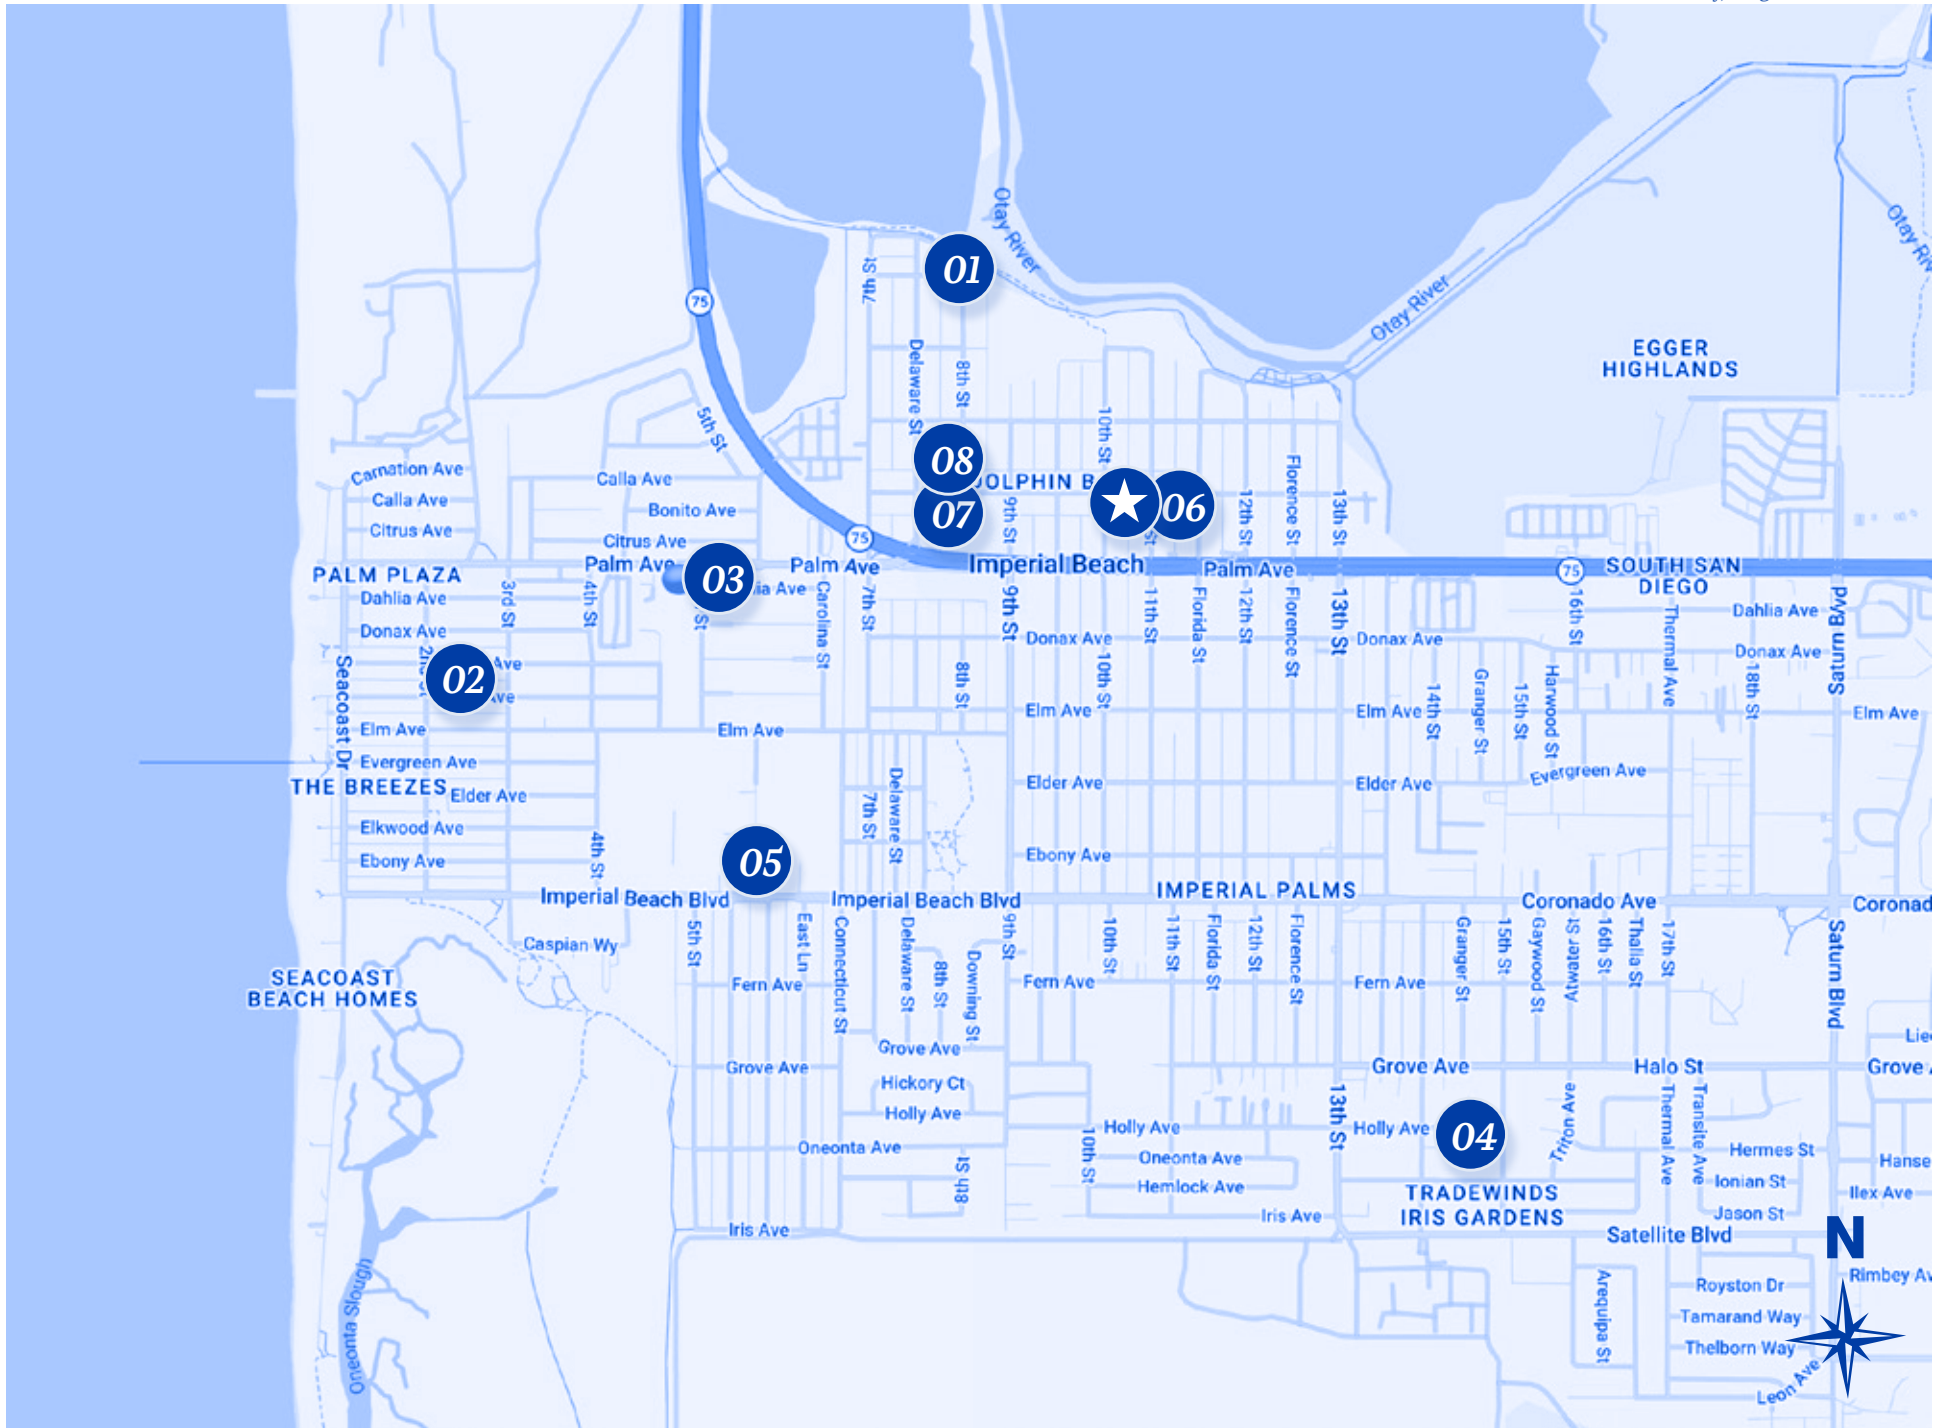 75
Otay River
Otay River
Otay Riv
7th St
01
Delaware St
8th St
5th St
EGGER
HIGHLANDS
10th St
Carnation Ave
Calla Ave
Calla Ave
Bonito Ave
Citrus Ave
Citrus Ave
08
07
06
9th St
12th St
Florence St
13th St
75
Palm Ave
03
Palm Ave
Imperial Beach
Palm Ave
75
SOUTH SAN
DIEGO
PALM PLAZA
Dahlia Ave
Donax Ave
3rd St
4th St
Carolina St
7th St
9th St
11th St
Florida St
12th St
Florence St
13th St
16th St
Thermal Ave
Dahlia Ave
Saturn Blvd
Donax Ave
Donax Ave
Donax Ave
02
Ave
Seacoast Dr
8th St
10th St
14th St
Granger St
15th St
Harwood St
18th St
Elm Ave
Elm Ave
Elm Ave
Elm Ave
Elm Ave
Evergreen Ave
THE BREEZES
Elder Ave
Elder Ave
Elder Ave
Evergreen Ave
Elkwood Ave
Ebony Ave
4th St
7th St
Delaware St
Ebony Ave
05
Imperial Beach Blvd
Imperial Beach Blvd
IMPERIAL PALMS
Coronado Ave
Coronad
5th St
East Ln
Connecticut St
Delaware St
8th St
Downing St
9th St
10th St
11th St
Florida St
12th St
Florence St
Granger St
15th St
Gaywood St
Atwater St
16th St
Thalia St
17th St
Saturn Blvd
Caspian Wy
SEACOAST
BEACH HOMES
Fern Ave
Fern Ave
Fern Ave
Grove Ave
Grove Ave
Grove Ave
Halo St
Grove
Hickory Ct
Holly Ave
Holly Ave
Holly Ave
04
13th St
Triton Ave
Thermal Ave
Transite Ave
Oneonta Ave
Oneonta Ave
Hemlock Ave
10th St
8th St
Hermes St
Hanse
Ionian St
Ilex Ave
Jason St
TRADEWINDS
IRIS GARDENS
Iris Ave
Iris Ave
Satellite Blvd
N
Oneonta Slough
Arequipa St
Royston Dr
Rimbey Av
Tamarand Way
Thelborn Way
Leon Ave